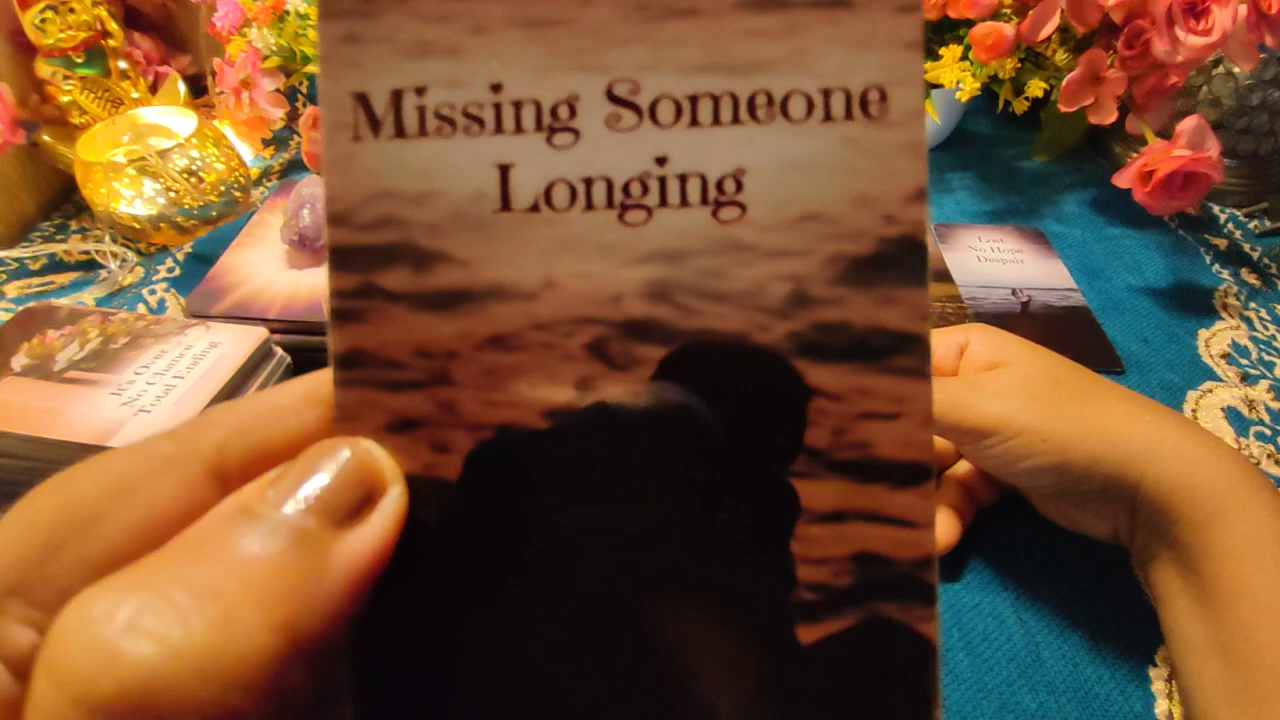 Missing Someone
Longing
Lost
No Hope
Despair
It's Over
No Chance
Total Ending